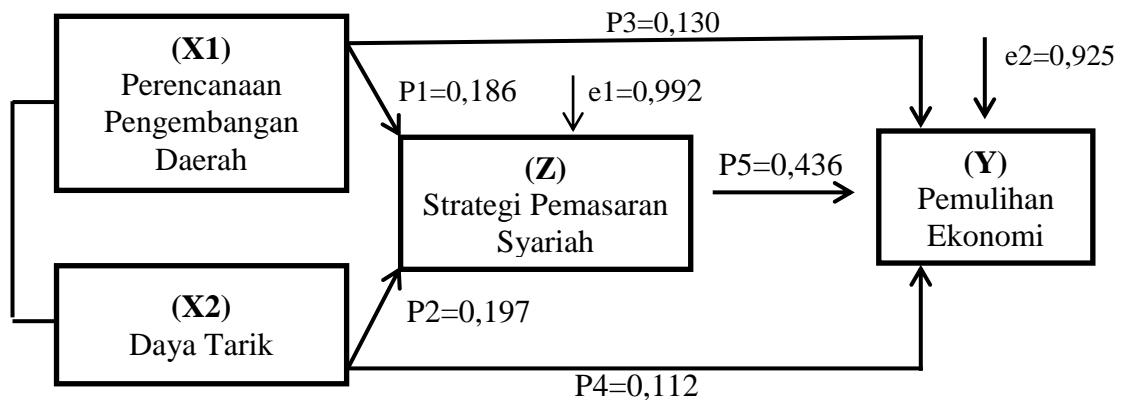 P3=0,130
(X1)
Perencanaan
Pengembangan
Daerah
e2=0,925
P1=0,186
e1=0,992
(Z)
Strategi Pemasaran
Syariah
P5=0,436
(Y)
Pemulihan
Ekonomi
(X2)
Daya Tarik
P2=0,197
P4=0,112